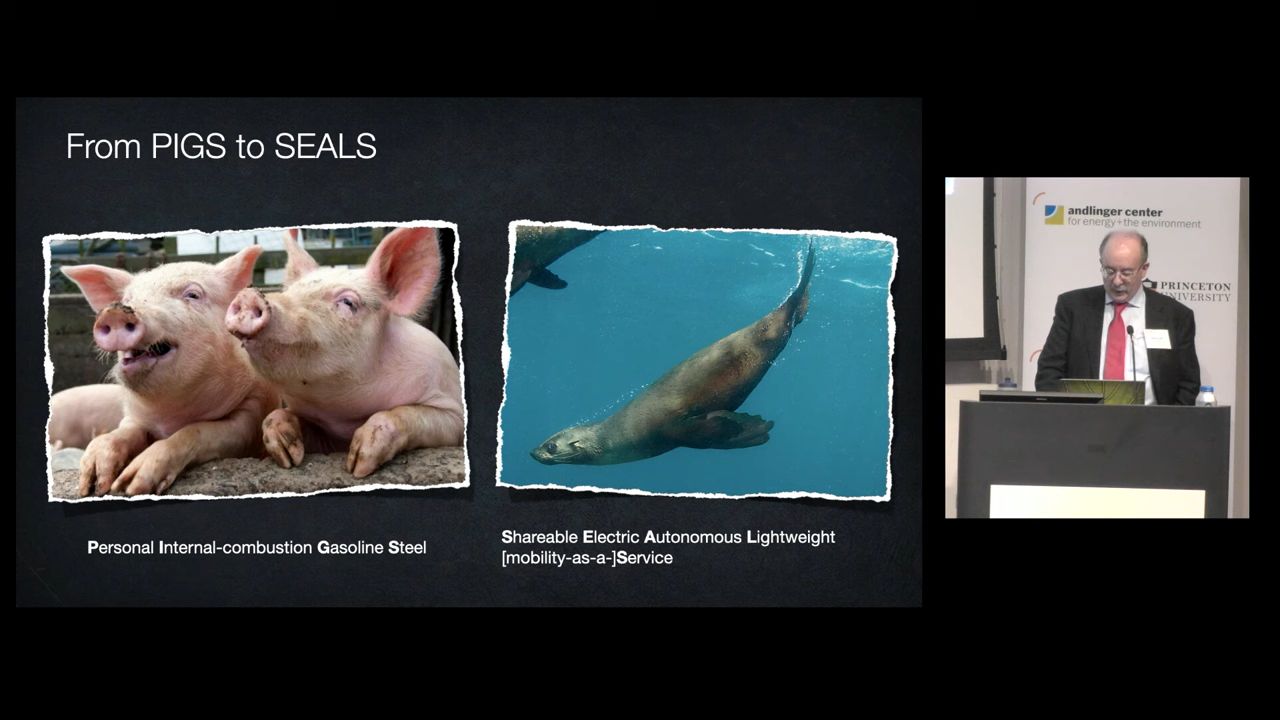 From PIGS to SEALS
Personal Internal-combustion Gasoline Steel
Shareable Electric Autonomous Lightweight
[mobility-as-a-]Service
andlinger center
for energy+the environment
PRINCETON
UNIVERSITY